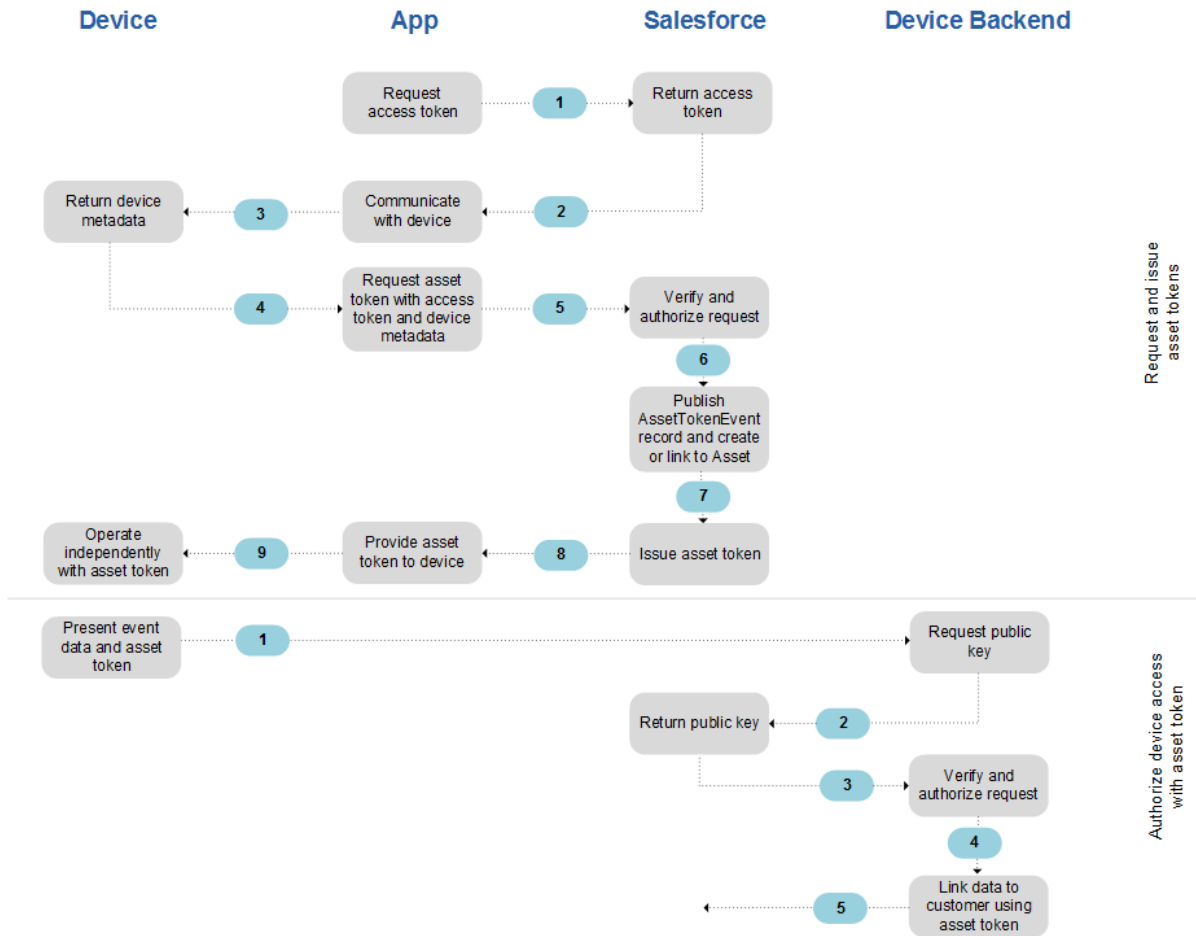 Device
App
Salesforce
Device Backend
Request
access token
1
Return access
token
Return device
metadata
3
Communicate
with device
2
4
Request asset
token with access
token and device
metadata
5
Verify and
authorize request
6
Publish
AssetTokenEvent
record and create
or link to Asset
7
Operate
independently
with asset token
9
Provide asset
token to device
8
Issue asset token
Request and issue
asset tokens
Present event
data and asset
token
1
Request public
key
Return public key
2
3
Verify and
authorize request
4
5
Link data to
customer using
asset token
Authorize device access
with asset token